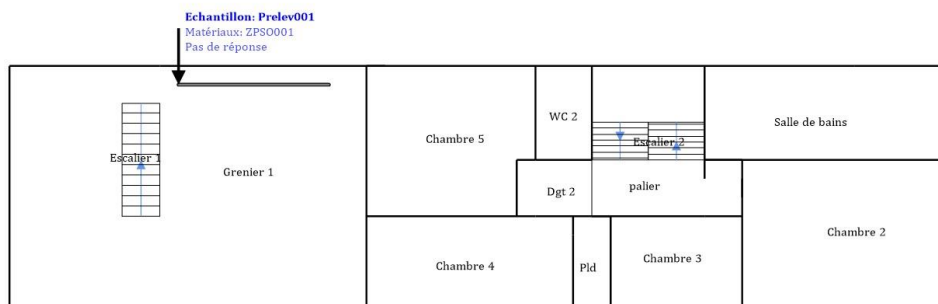 Echantillon: Prelev001
Matériaux: ZPSO001
Pas de réponse
WC 2
Salle de bains
Chambre 5
Escalier 2
Escalier 1
Grenier 1
Dgt 2
palier
Chambre 2
Chambre 3
Chambre 4
Pld